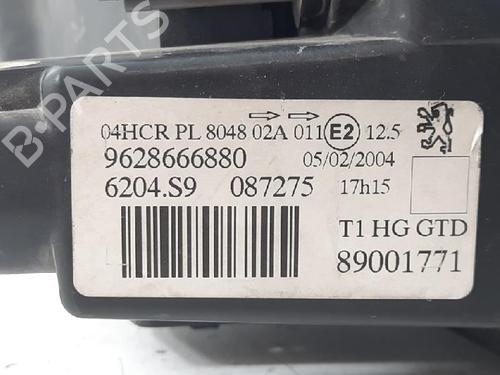 04HCR PL 8048 02A 011 E2 12.5
9628666880 05/02/2004
6204.S9 087275 17h15
T1 HG GTD
89001771
B-PARTS